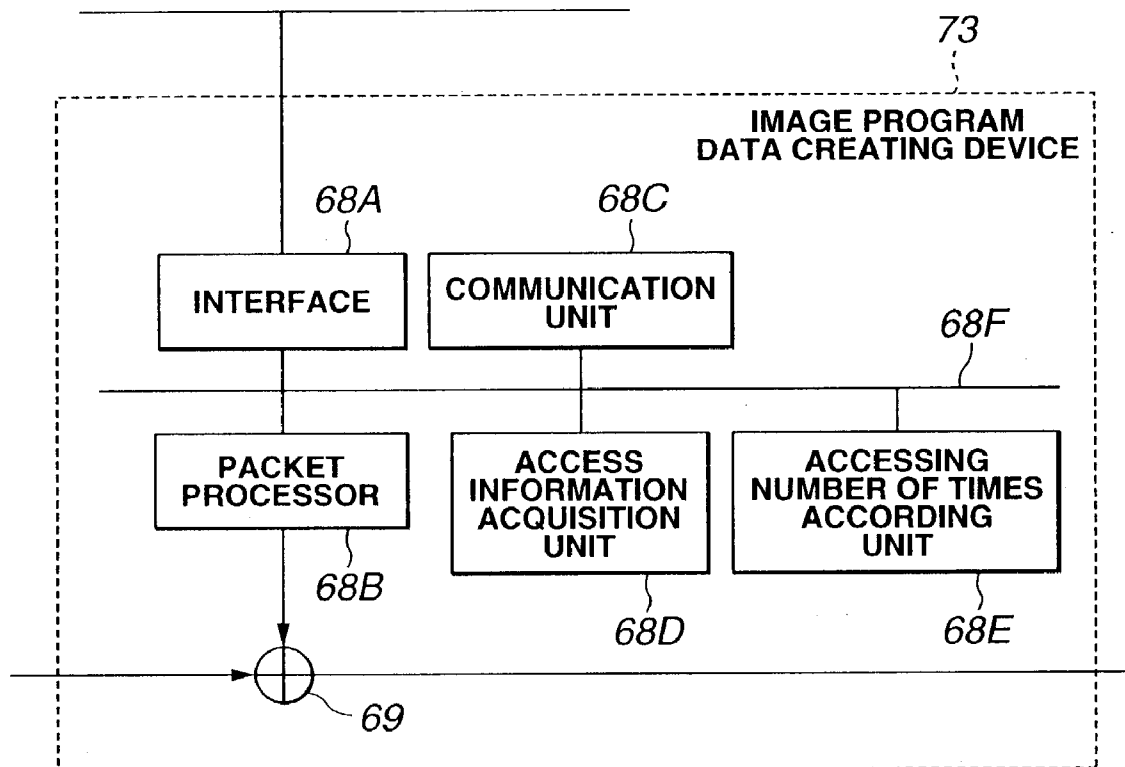 73
IMAGE PROGRAM
DATA CREATING DEVICE
68A
68C
INTERFACE
COMMUNICATION
UNIT
68F
PACKET
PROCESSOR
ACCESS
INFORMATION
ACQUISITION
UNIT
ACCESSING
NUMBER OF TIMES
ACCORDING
UNIT
68B
68D
68E
69